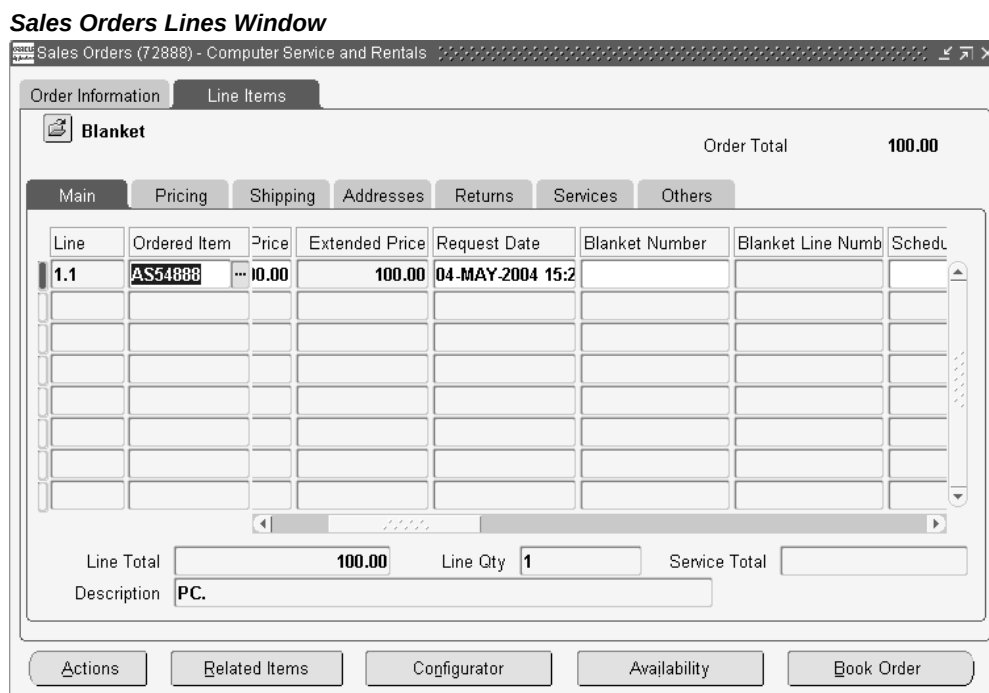 Sales Orders Lines Window
ORACLE Sales Orders (72888) - Computer Service and Rentals
Order Information Line Items
Blanket
Order Total 100.00
Main Pricing Shipping Addresses Returns Services Others
Line Ordered Item Price Extended Price Request Date Blanket Number Blanket Line Numb Schedu
1.1 AS54888 ... 00.00 100.00 04-MAY-2004 15:2
Line Total 100.00 Line Qty 1 Service Total
Description PC.
Actions Related Items Configurator Availability Book Order